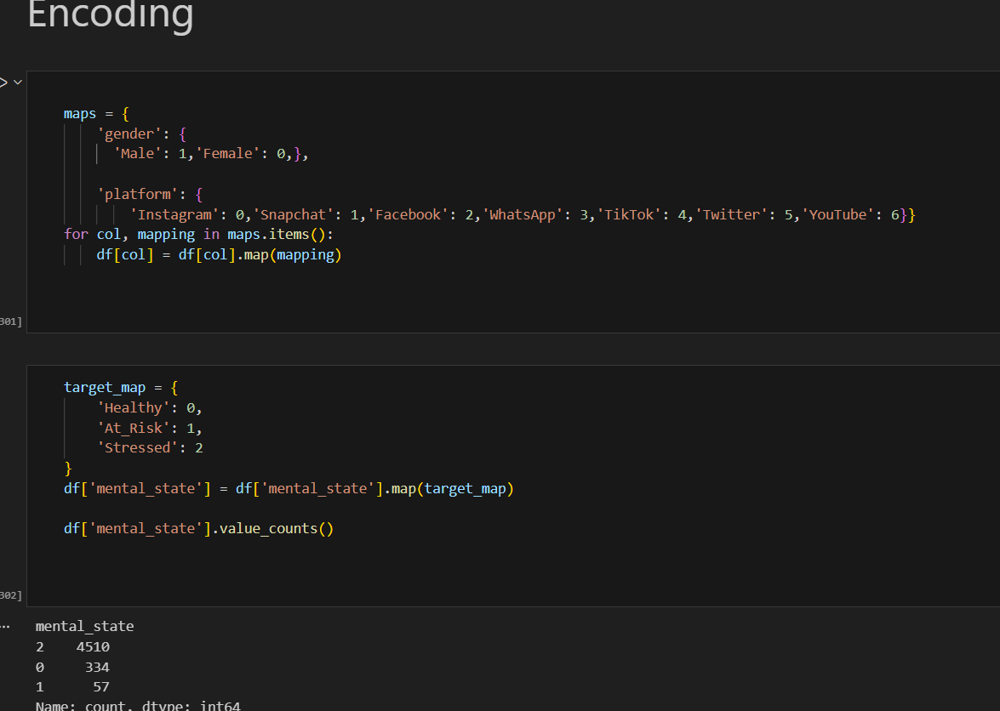 Encoding
maps = {
'gender': {
'Male': 1,'Female': 0,},
'platform': {
'Instagram': 0,'Snapchat': 1,'Facebook': 2,'WhatsApp': 3,'TikTok': 4,'Twitter': 5,'YouTube': 6}}
for col, mapping in maps.items():
df[col] = df[col].map(mapping)
301]
target_map = {
'Healthy': 0,
'At_Risk': 1,
'Stressed': 2
}
df['mental_state'] = df['mental_state'].map(target_map)
df['mental_state'].value_counts()
302]
... mental_state
2    4510
0     334
1      57
Name: count, dtype: int64